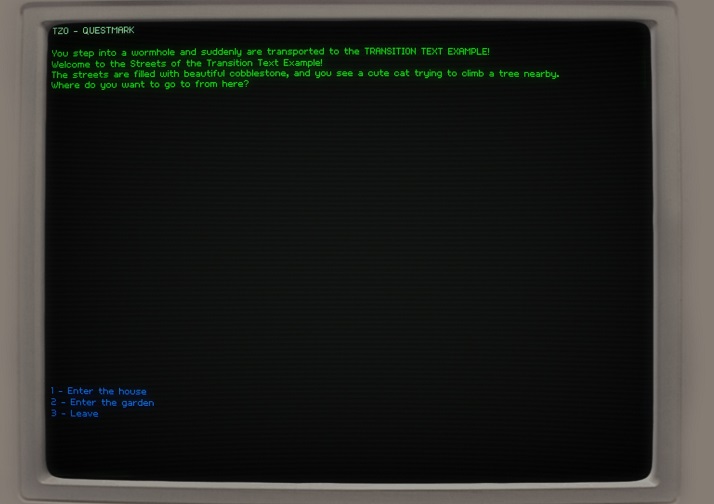 TZO - QUESTMARK
You step into a wormhole and suddenly are transported to the TRANSITION TEXT EXAMPLE!
Welcome to the Streets of the Transition Text Example!
The streets are filled with beautiful cobblestone, and you see a cute cat trying to climb a tree nearby.
Where do you want to go to from here?
1 - Enter the house
2 - Enter the garden
3 - Leave